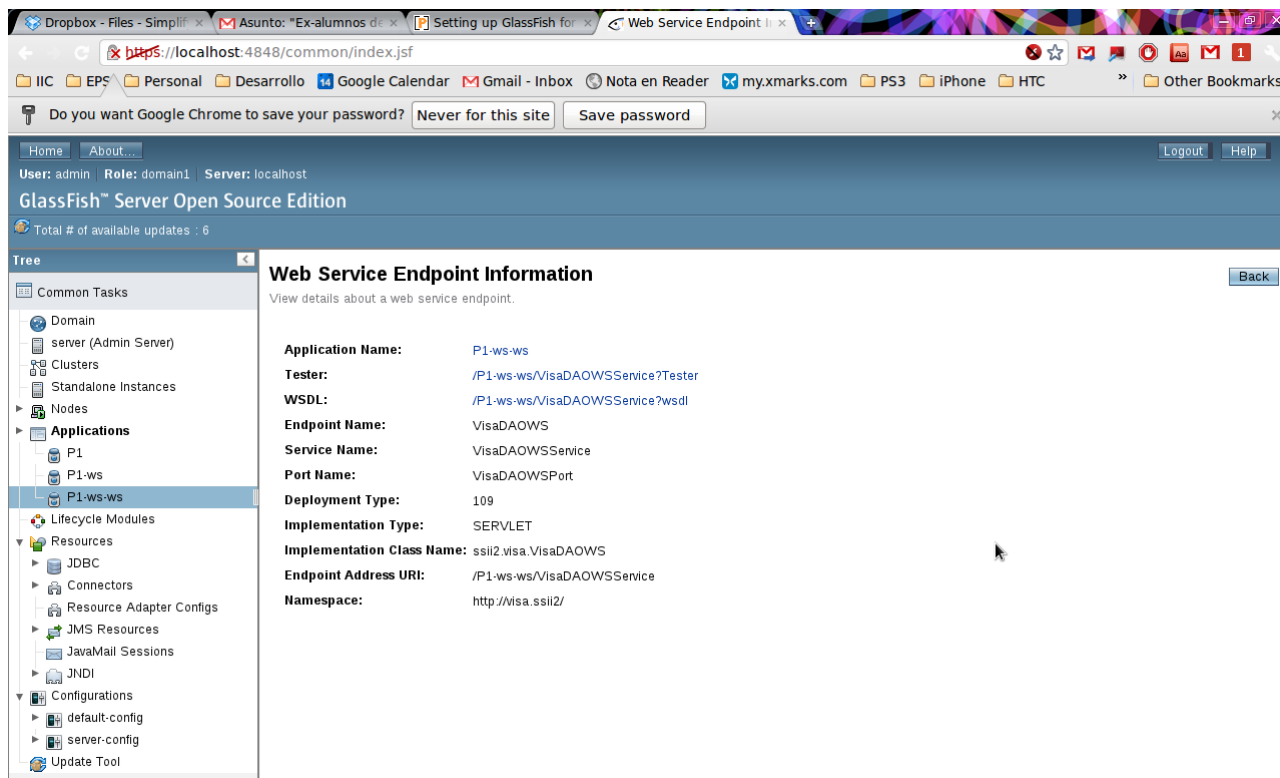 Dropbox - Files - Simplif
Asunto: "Ex-alumnos de
Setting up GlassFish for
Web Service Endpoint I
https://localhost:4848/common/index.jsf
IIC EPS Personal Desarrollo Google Calendar Gmail - Inbox Nota en Reader my.xmarks.com PS3 iPhone HTC » Other Bookmarks
Do you want Google Chrome to save your password? Never for this site Save password
Home About... Logout Help
User: admin Role: domain1 Server: localhost
GlassFish™ Server Open Source Edition
Total # of available updates : 6
Tree
Common Tasks
Domain
server (Admin Server)
Clusters
Standalone Instances
Nodes
Applications
P1
P1-ws
P1-ws-ws
Lifecycle Modules
Resources
JDBC
Connectors
Resource Adapter Configs
JMS Resources
JavaMail Sessions
JNDI
Configurations
default-config
server-config
Update Tool
Web Service Endpoint Information
Back
View details about a web service endpoint.
Application Name: P1-ws-ws
Tester: /P1-ws-ws/VisaDAOWSService?Tester
WSDL: /P1-ws-ws/VisaDAOWSService?wsdl
Endpoint Name: VisaDAOWS
Service Name: VisaDAOWSService
Port Name: VisaDAOWSPort
Deployment Type: 109
Implementation Type: SERVLET
Implementation Class Name: ssii2.visa.VisaDAOWS
Endpoint Address URI: /P1-ws-ws/VisaDAOWSService
Namespace: http://visa.ssii2/